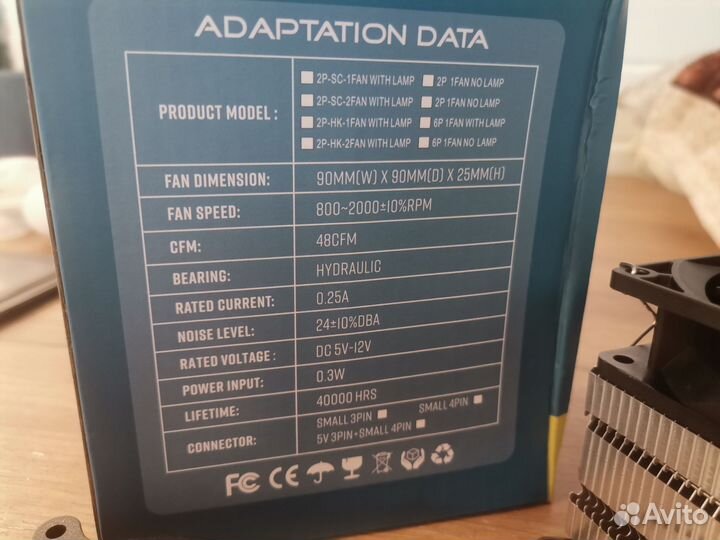 ADAPTATION DATA
PRODUCT MODEL :
2P-SC-1FAN WITH LAMP 2P 1FAN NO LAMP
2P-SC-2FAN WITH LAMP 2P 1FAN NO LAMP
2P-HK-1FAN WITH LAMP 6P 1FAN WITH LAMP
2P-HK-2FAN WITH LAMP 6P 1FAN NO LAMP
FAN DIMENSION: 90MM(W) X 90MM(D) X 25MM(H)
FAN SPEED: 800~2000±10%RPM
CFM: 48CFM
BEARING: HYDRAULIC
RATED CURRENT: 0.25A
NOISE LEVEL: 24±10%DBA
RATED VOLTAGE : DC 5V-12V
POWER INPUT: 0.3W
LIFETIME: 40000 HRS
CONNECTOR: SMALL 3PIN SMALL 4PIN
5V 3PIN+SMALL 4PIN
FC CE
Avito